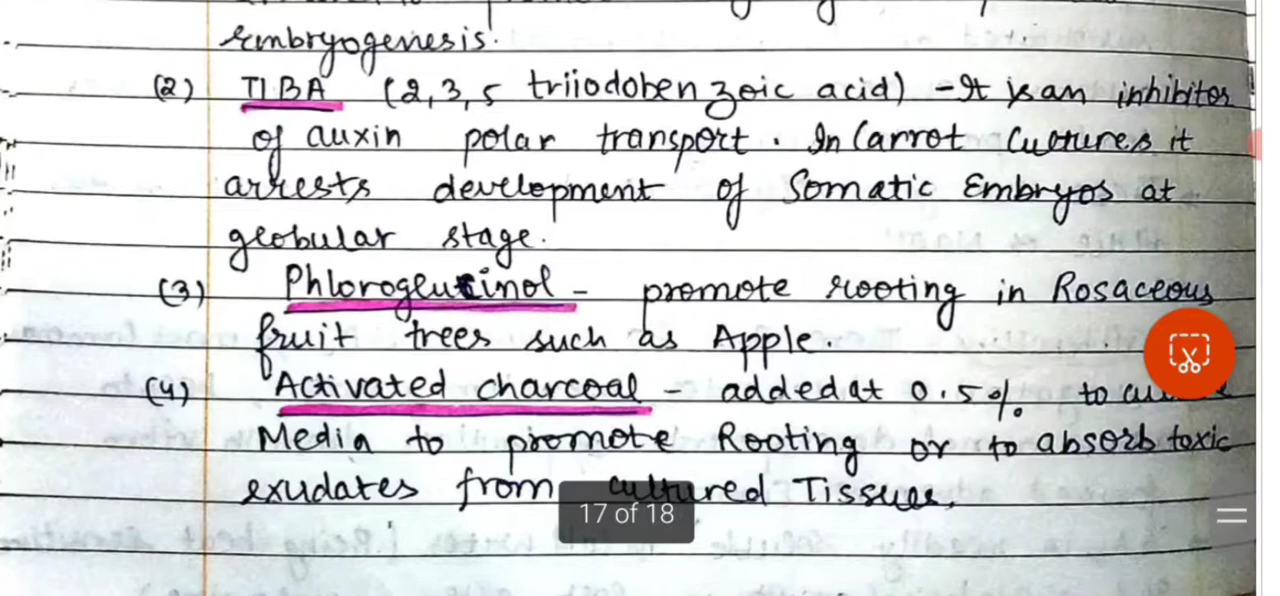 embryogenesis.
(2) TIBA (2,3,5 triiodobenzoic acid) - It is an inhibitor
of auxin polar transport. In Carrot Cultures it
arrests development of Somatic Embryos at
globular stage.
(3) Phloroglucinol - promote rooting in Rosaceous
fruit trees such as Apple.
(4) Activated charcoal - added at 0.5% to
Media to promote Rooting or to absorb toxic
exudates from cultured Tissues.
17 of 18